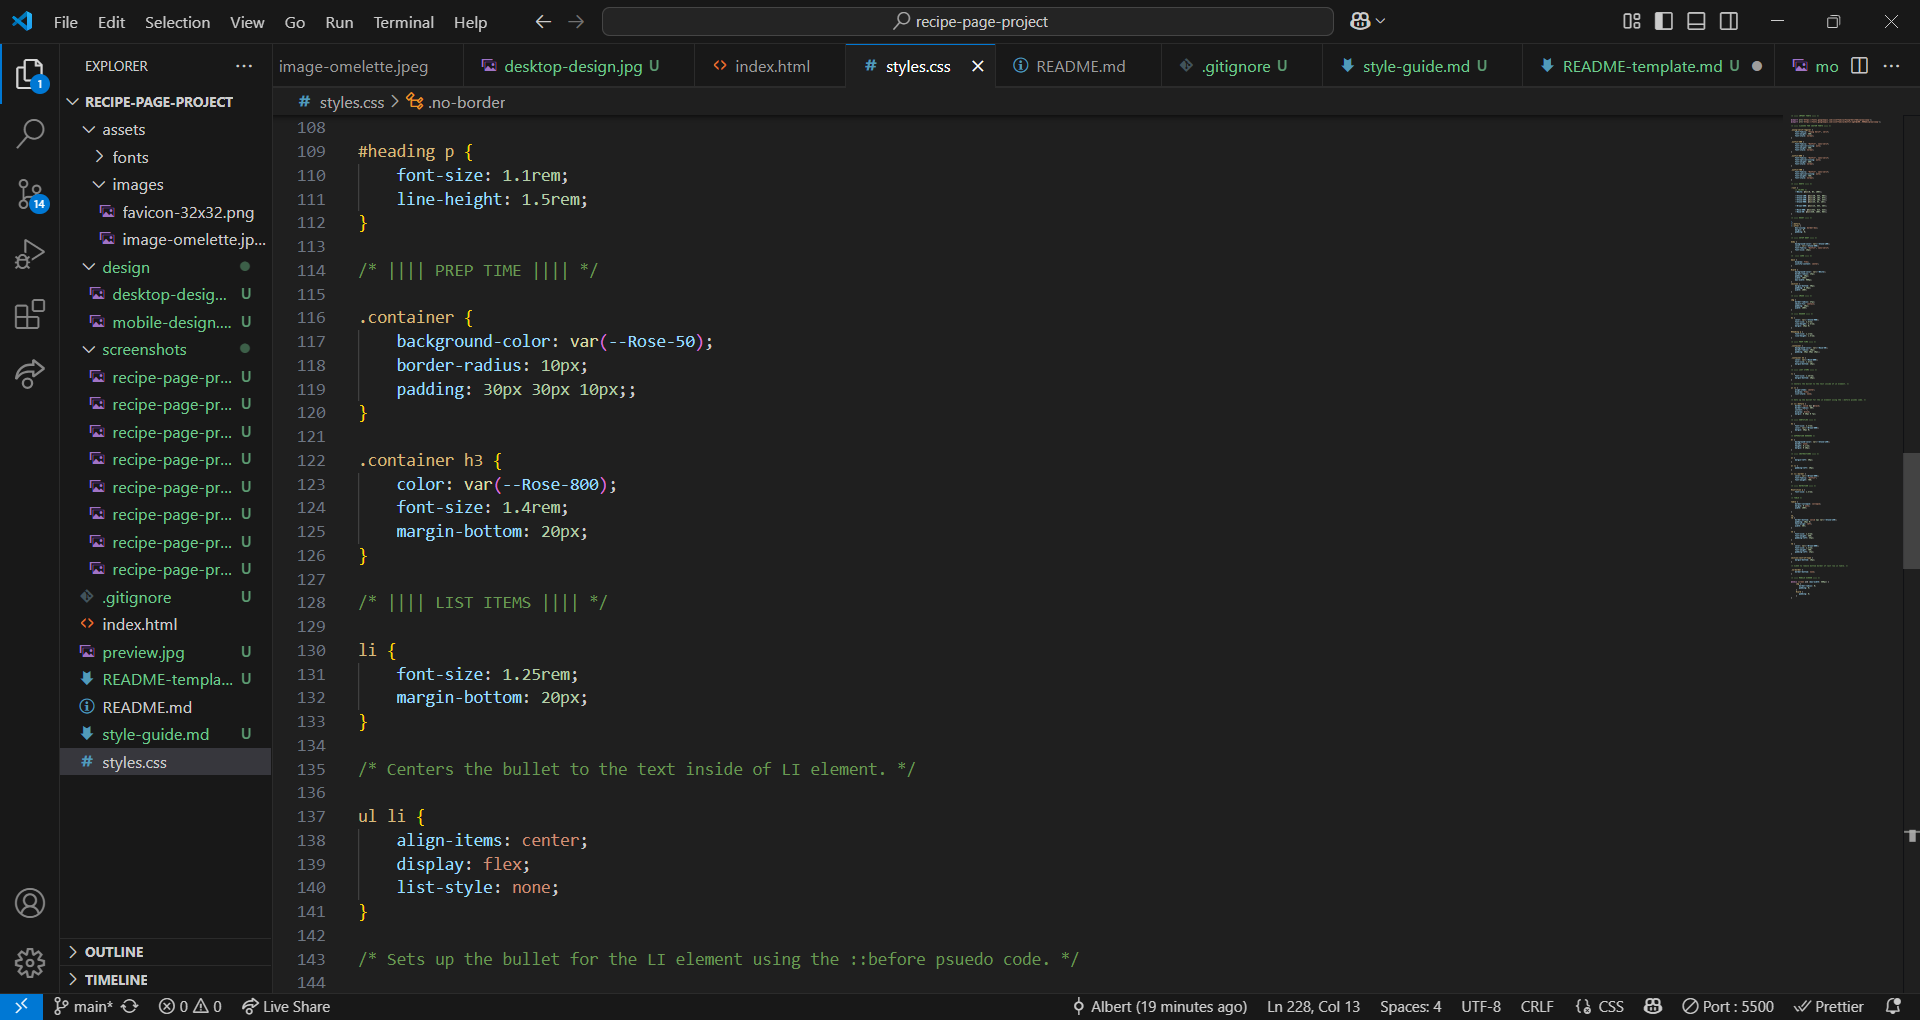 File Edit Selection View Go Run Terminal Help
recipe-page-project
EXPLORER
image-omelette.jpeg desktop-design.jpg U index.html styles.css README.md .gitignore U style-guide.md U README-template.md U mo
styles.css > .no-border
RECIPE-PAGE-PROJECT
assets
fonts
images
favicon-32x32.png
image-omelette.jp...
design
desktop-desig... U
mobile-design.... U
screenshots
recipe-page-pr... U
recipe-page-pr... U
recipe-page-pr... U
recipe-page-pr... U
recipe-page-pr... U
recipe-page-pr... U
recipe-page-pr... U
recipe-page-pr... U
.gitignore U
index.html
preview.jpg U
README-templa... U
README.md
style-guide.md U
styles.css
OUTLINE
TIMELINE
1
14
108
109 #heading p {
110 font-size: 1.1rem;
111 line-height: 1.5rem;
112 }
113
114 /* |||| PREP TIME |||| */
115
116 .container {
117 background-color: var(--Rose-50);
118 border-radius: 10px;
119 padding: 30px 30px 10px;;
120 }
121
122 .container h3 {
123 color: var(--Rose-800);
124 font-size: 1.4rem;
125 margin-bottom: 20px;
126 }
127
128 /* |||| LIST ITEMS |||| */
129
130 li {
131 font-size: 1.25rem;
132 margin-bottom: 20px;
133 }
134
135 /* Centers the bullet to the text inside of LI element. */
136
137 ul li {
138 align-items: center;
139 display: flex;
140 list-style: none;
141 }
142
143 /* Sets up the bullet for the LI element using the ::before psuedo code. */
144
main* 0 0 Live Share Albert (19 minutes ago) Ln 228, Col 13 Spaces: 4 UTF-8 CRLF {} CSS Port : 5500 Prettier